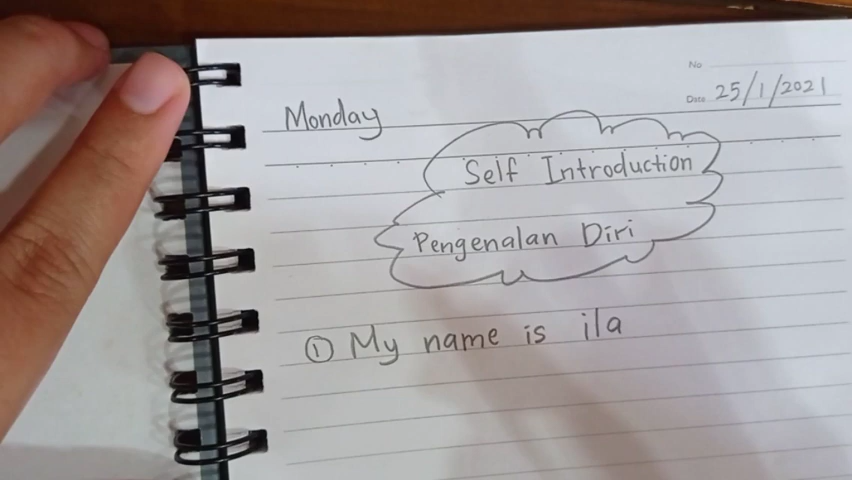 No
Date 25/1/2021
Monday
Self Introduction
Pengenalan Diri
① My name is ila